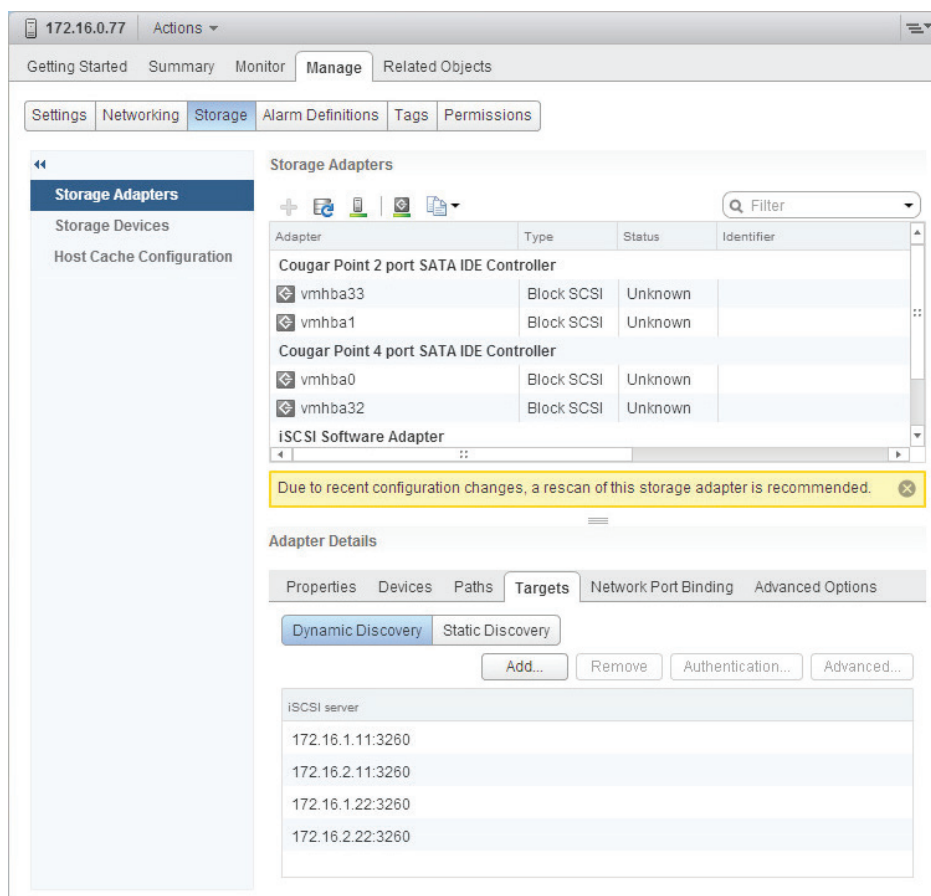 172.16.0.77 Actions
Getting Started Summary Monitor Manage Related Objects
Settings Networking Storage Alarm Definitions Tags Permissions
Storage Adapters
Storage Devices
Host Cache Configuration
Storage Adapters
Filter
Adapter Type Status Identifier
Cougar Point 2 port SATA IDE Controller
vmhba33 Block SCSI Unknown
vmhba1 Block SCSI Unknown
Cougar Point 4 port SATA IDE Controller
vmhba0 Block SCSI Unknown
vmhba32 Block SCSI Unknown
iSCSI Software Adapter
Due to recent configuration changes, a rescan of this storage adapter is recommended.
Adapter Details
Properties Devices Paths Targets Network Port Binding Advanced Options
Dynamic Discovery Static Discovery
Add... Remove Authentication... Advanced...
iSCSI server
172.16.1.11:3260
172.16.2.11:3260
172.16.1.22:3260
172.16.2.22:3260